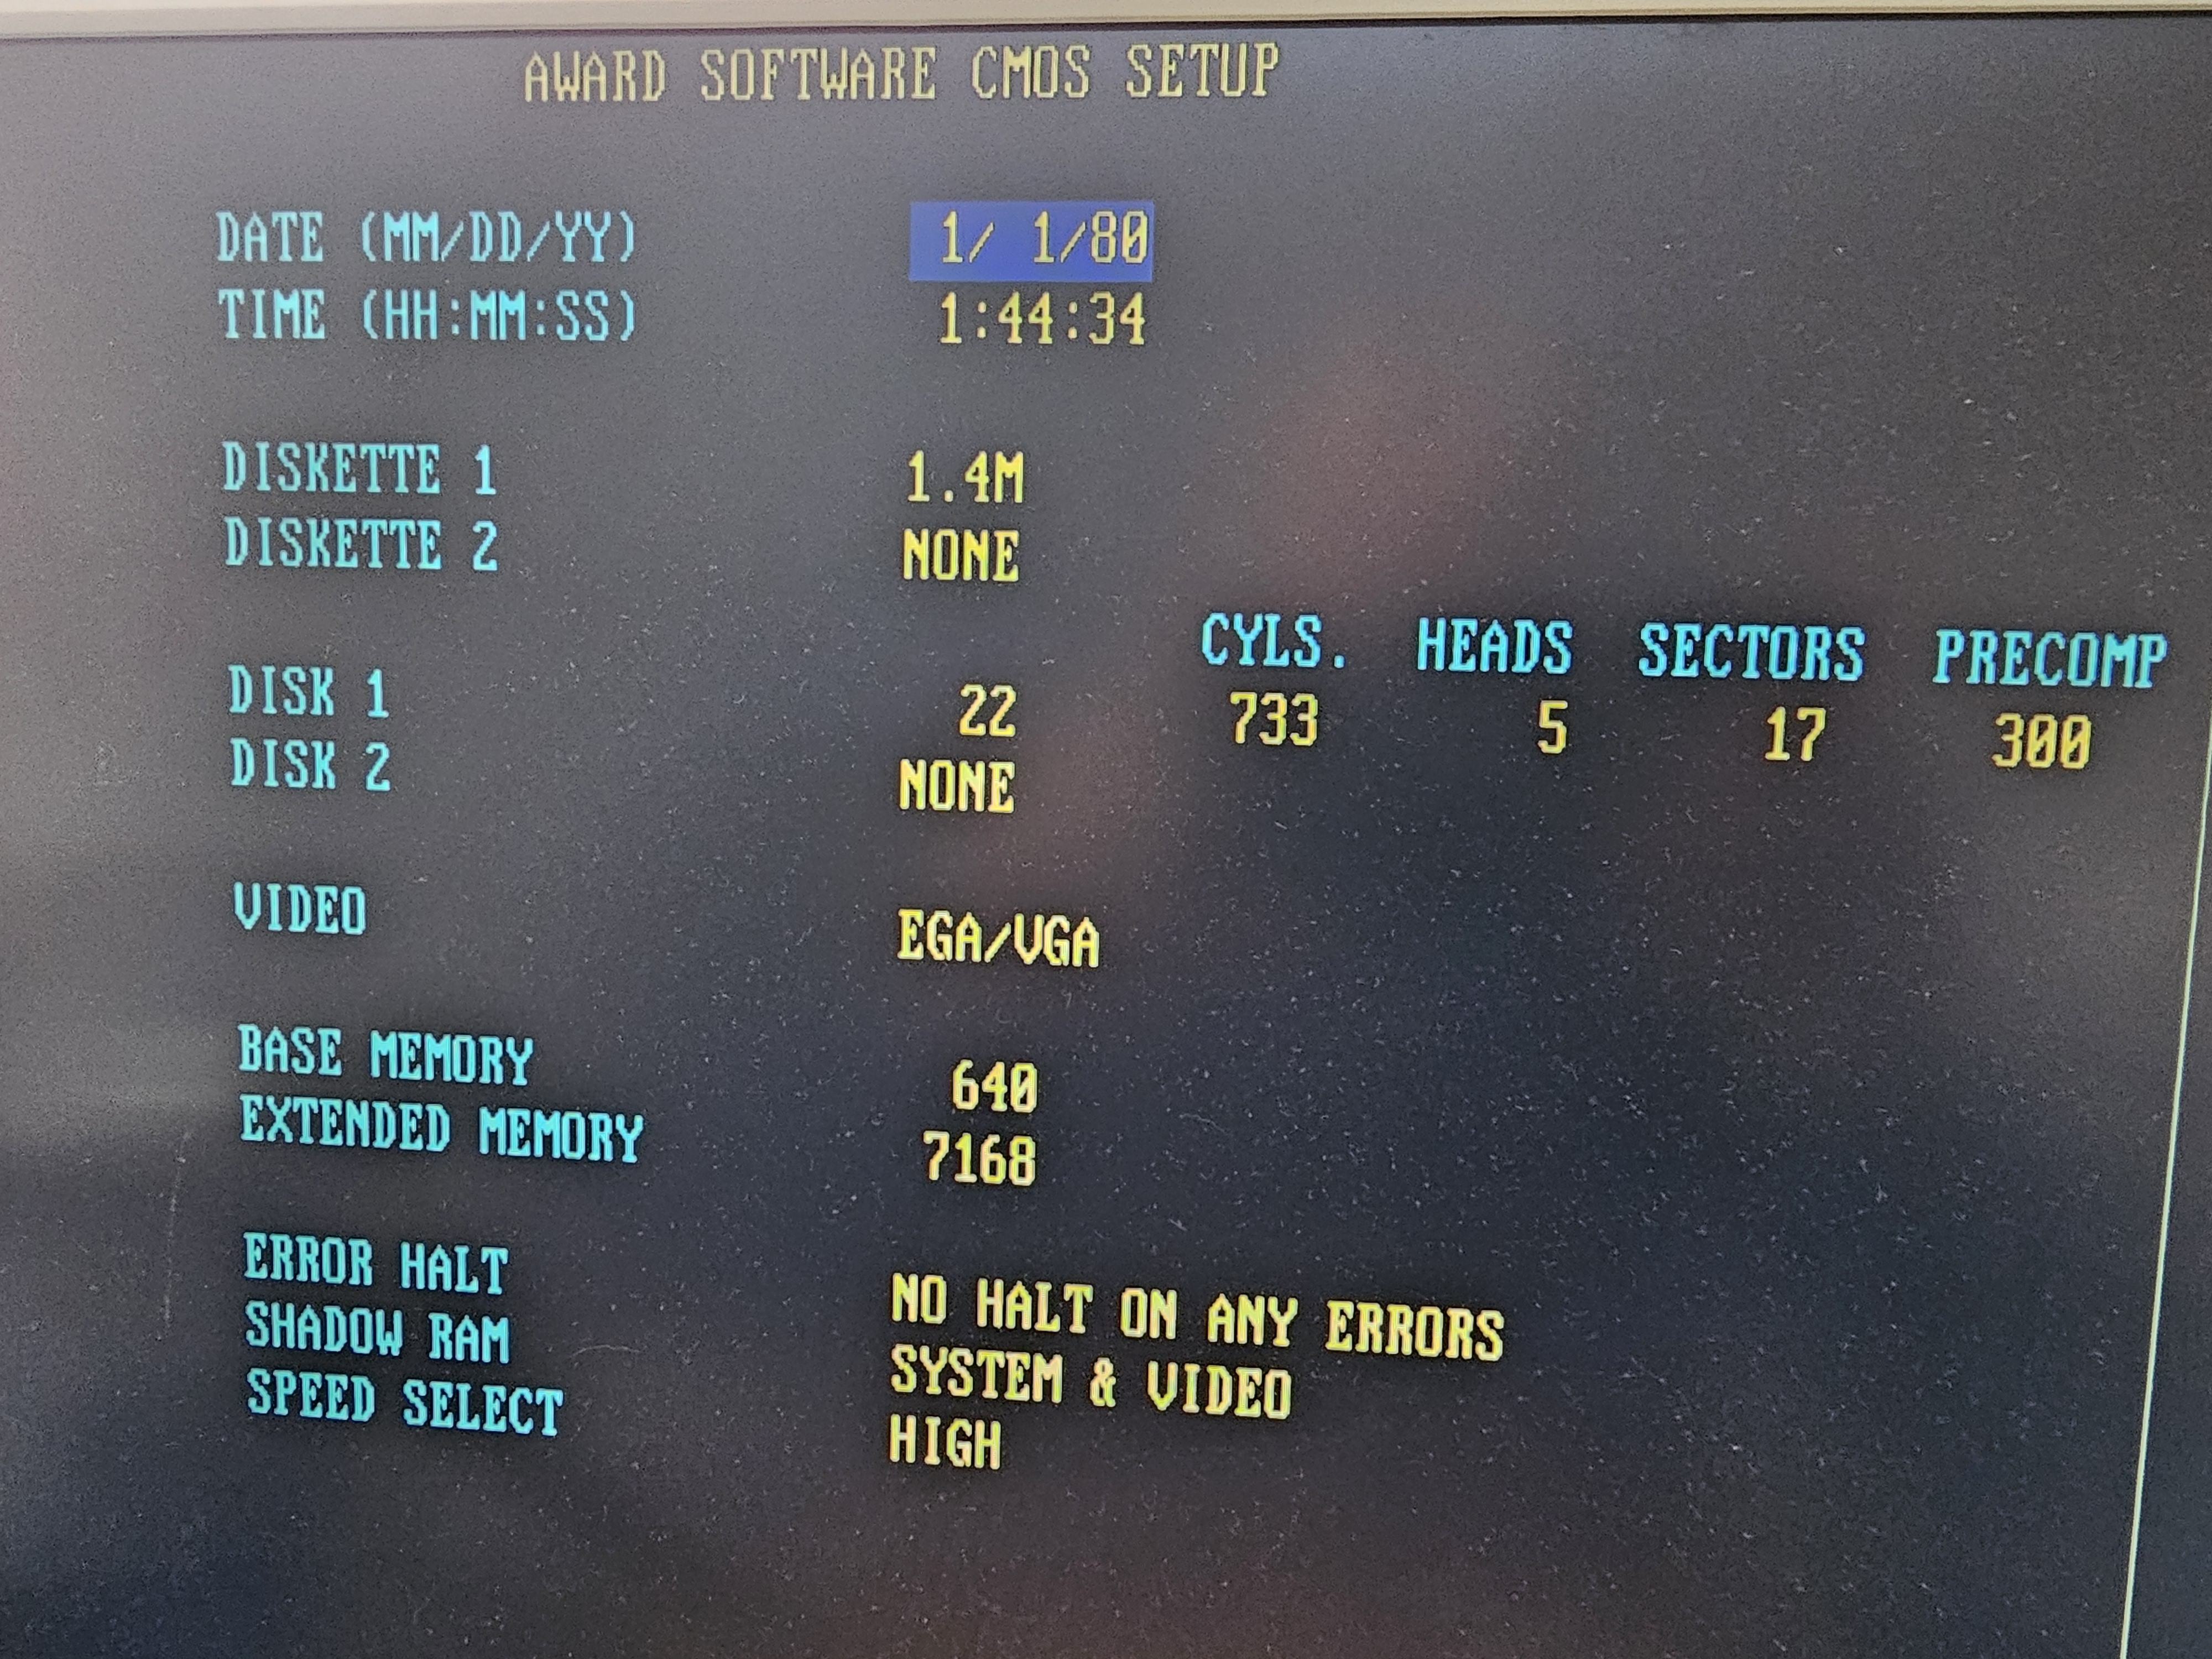 AWARD SOFTWARE CMOS SETUP
DATE (MM/DD/YY) 1/ 1/80
TIME (HH:MM:SS) 1:44:34
DISKETTE 1 1.4M
DISKETTE 2 NONE
CYLS. HEADS SECTORS PRECOMP
DISK 1 22 733 5 17 300
DISK 2 NONE
VIDEO EGA/VGA
BASE MEMORY 640
EXTENDED MEMORY 7168
ERROR HALT NO HALT ON ANY ERRORS
SHADOW RAM SYSTEM & VIDEO
SPEED SELECT HIGH